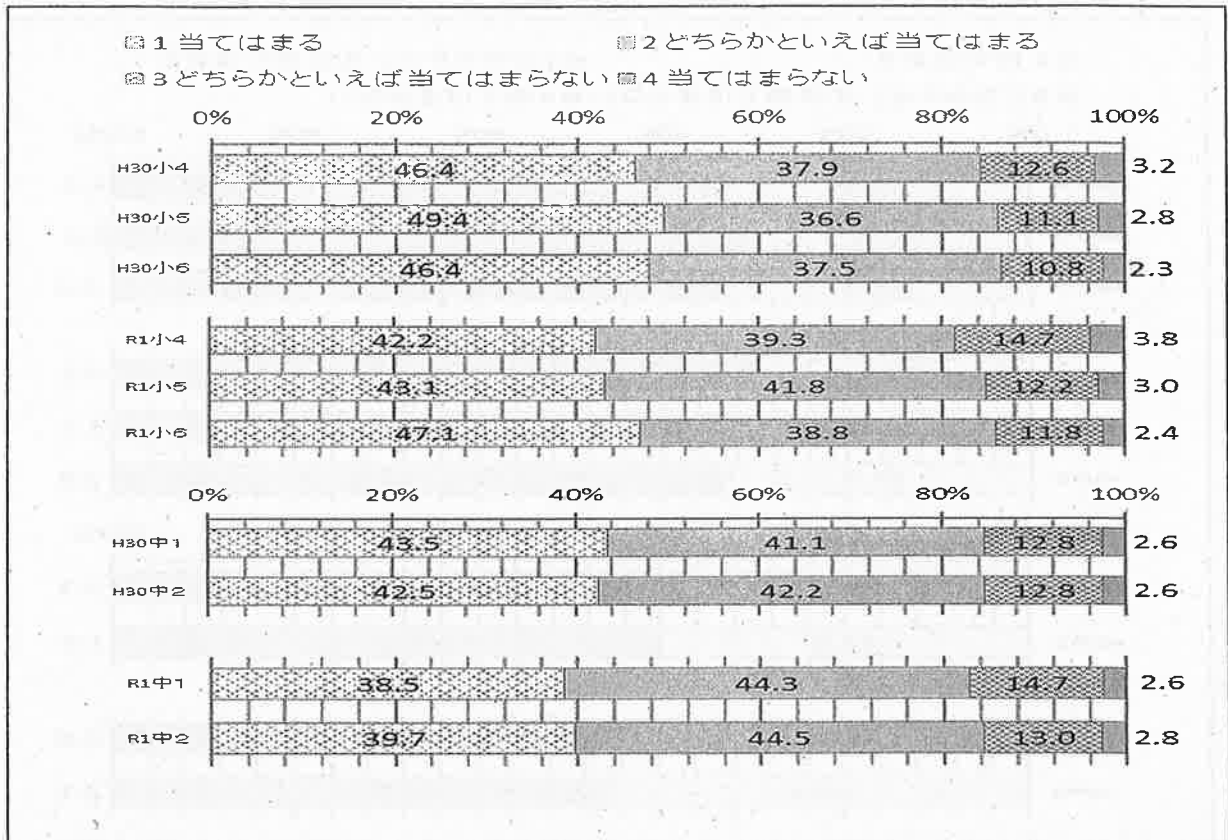 1 当てはまる 2 どちらかといえば当てはまる
3 どちらかといえば当てはまらない 4 当てはまらない
0% 20% 40% 60% 80% 100%
H30小4 46.4 37.9 12.6 3.2
H30小5 49.4 36.6 11.1 2.8
H30小6 46.4 37.5 10.8 2.3
R1小4 42.2 39.3 14.7 3.8
R1小5 43.1 41.8 12.2 3.0
R1小6 47.1 38.8 11.8 2.4
0% 20% 40% 60% 80% 100%
H30中1 43.5 41.1 12.8 2.6
H30中2 42.5 42.2 12.8 2.6
R1中1 38.5 44.3 14.7 2.6
R1中2 39.7 44.5 13.0 2.8